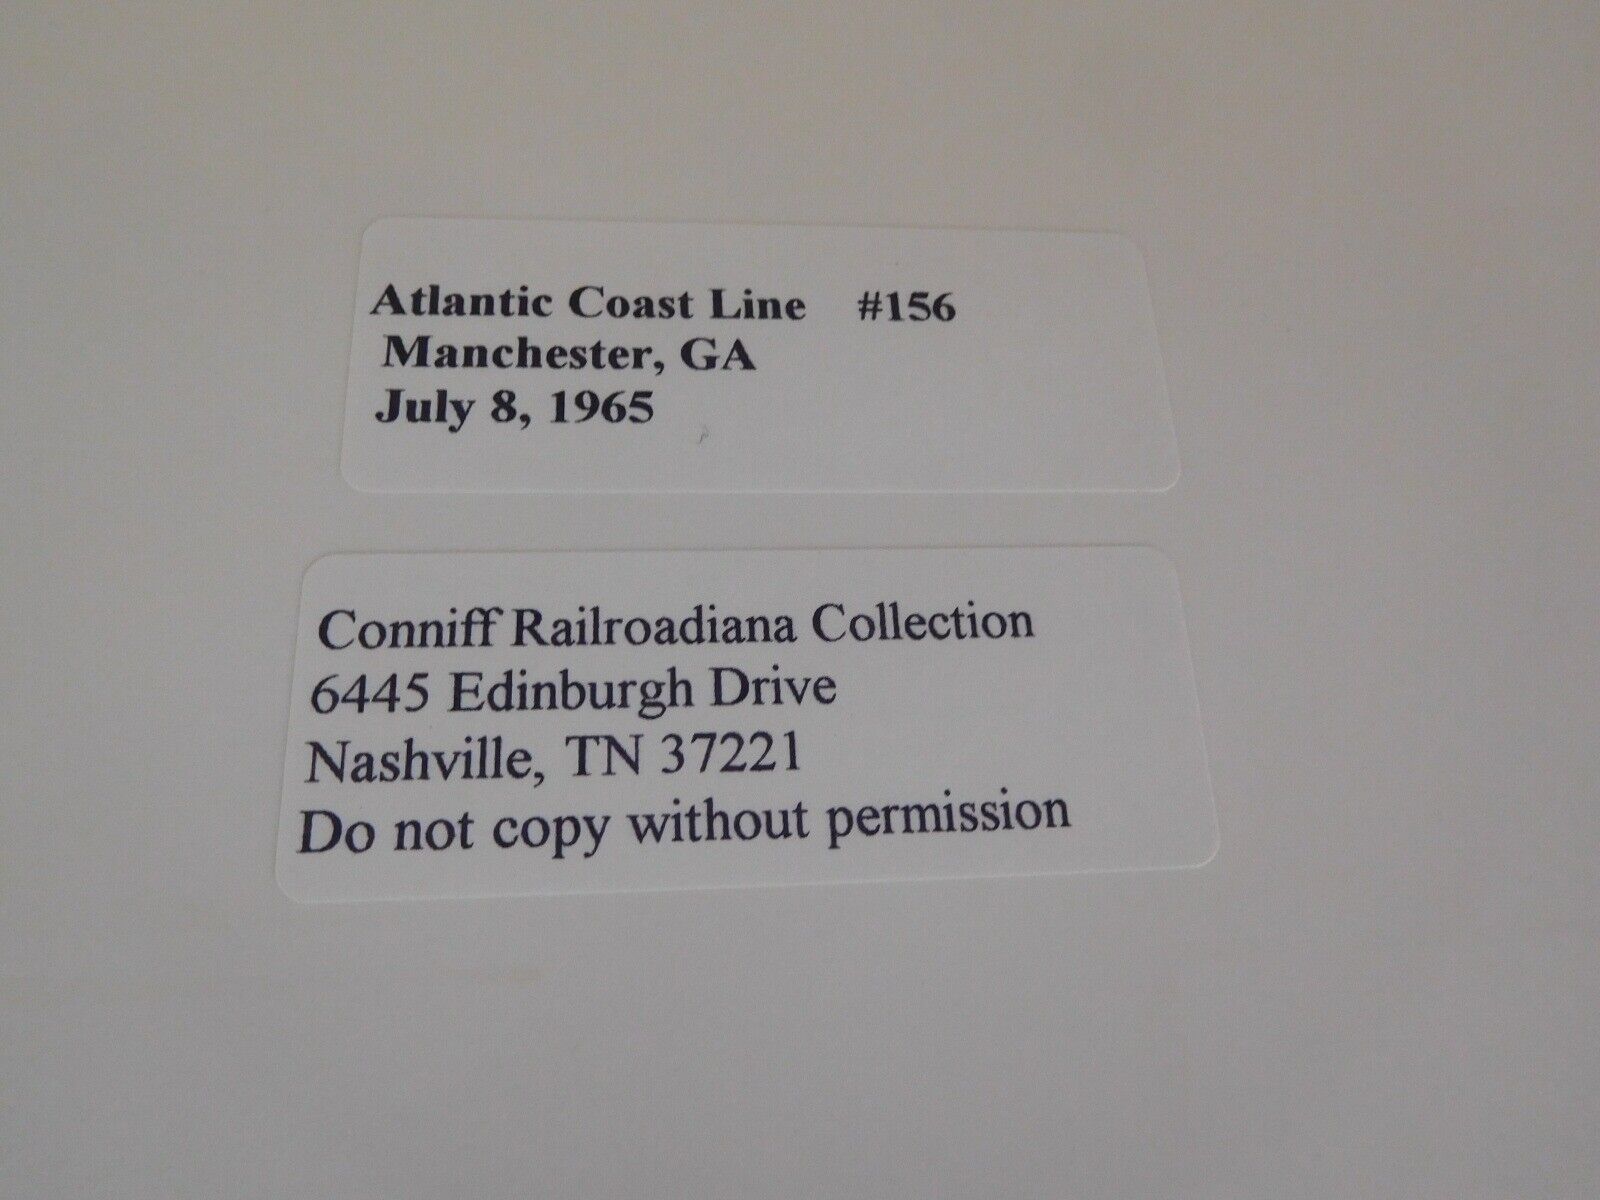 Atlantic Coast Line #156
Manchester, GA
July 8, 1965
Conniff Railroadiana Collection
6445 Edinburgh Drive
Nashville, TN 37221
Do not copy without permission